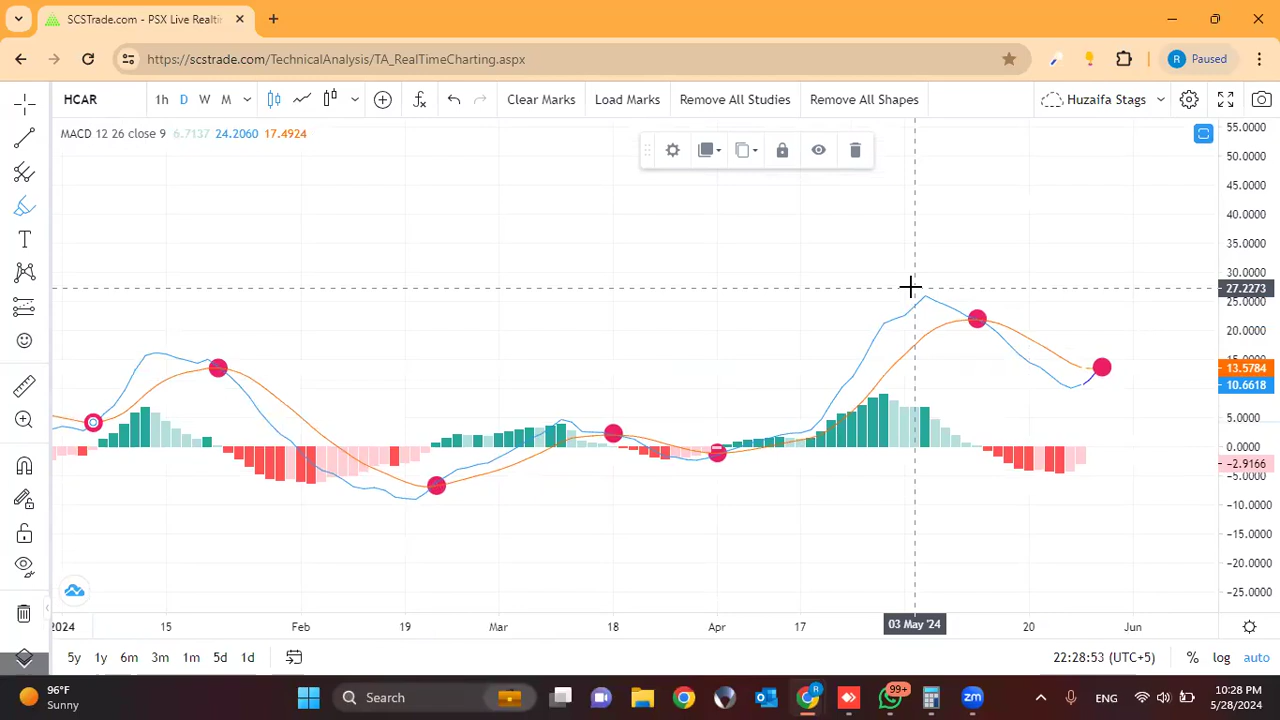 SCSTrade.com - PSX Live Realtin
https://scstrade.com/TechnicalAnalysis/TA_RealTimeCharting.aspx
R Paused
HCAR 1h D W M Clear Marks Load Marks Remove All Studies Remove All Shapes Huzaifa Stags
MACD 12 26 close 9 6.7137 24.2060 17.4924
55.0000
50.0000
45.0000
40.0000
35.0000
30.0000
27.2273
25.0000
20.0000
15.0000
13.5784
10.6618
5.0000
0.0000
−2.9166
−5.0000
−10.0000
−15.0000
−20.0000
−25.0000
2024 15 Feb 19 Mar 18 Apr 17 03 May '24 20 Jun
5y 1y 6m 3m 1m 5d 1d 22:28:53 (UTC+5) % log auto
96°F
Sunny
Search
R
99+
zm
ENG
10:28 PM
5/28/2024